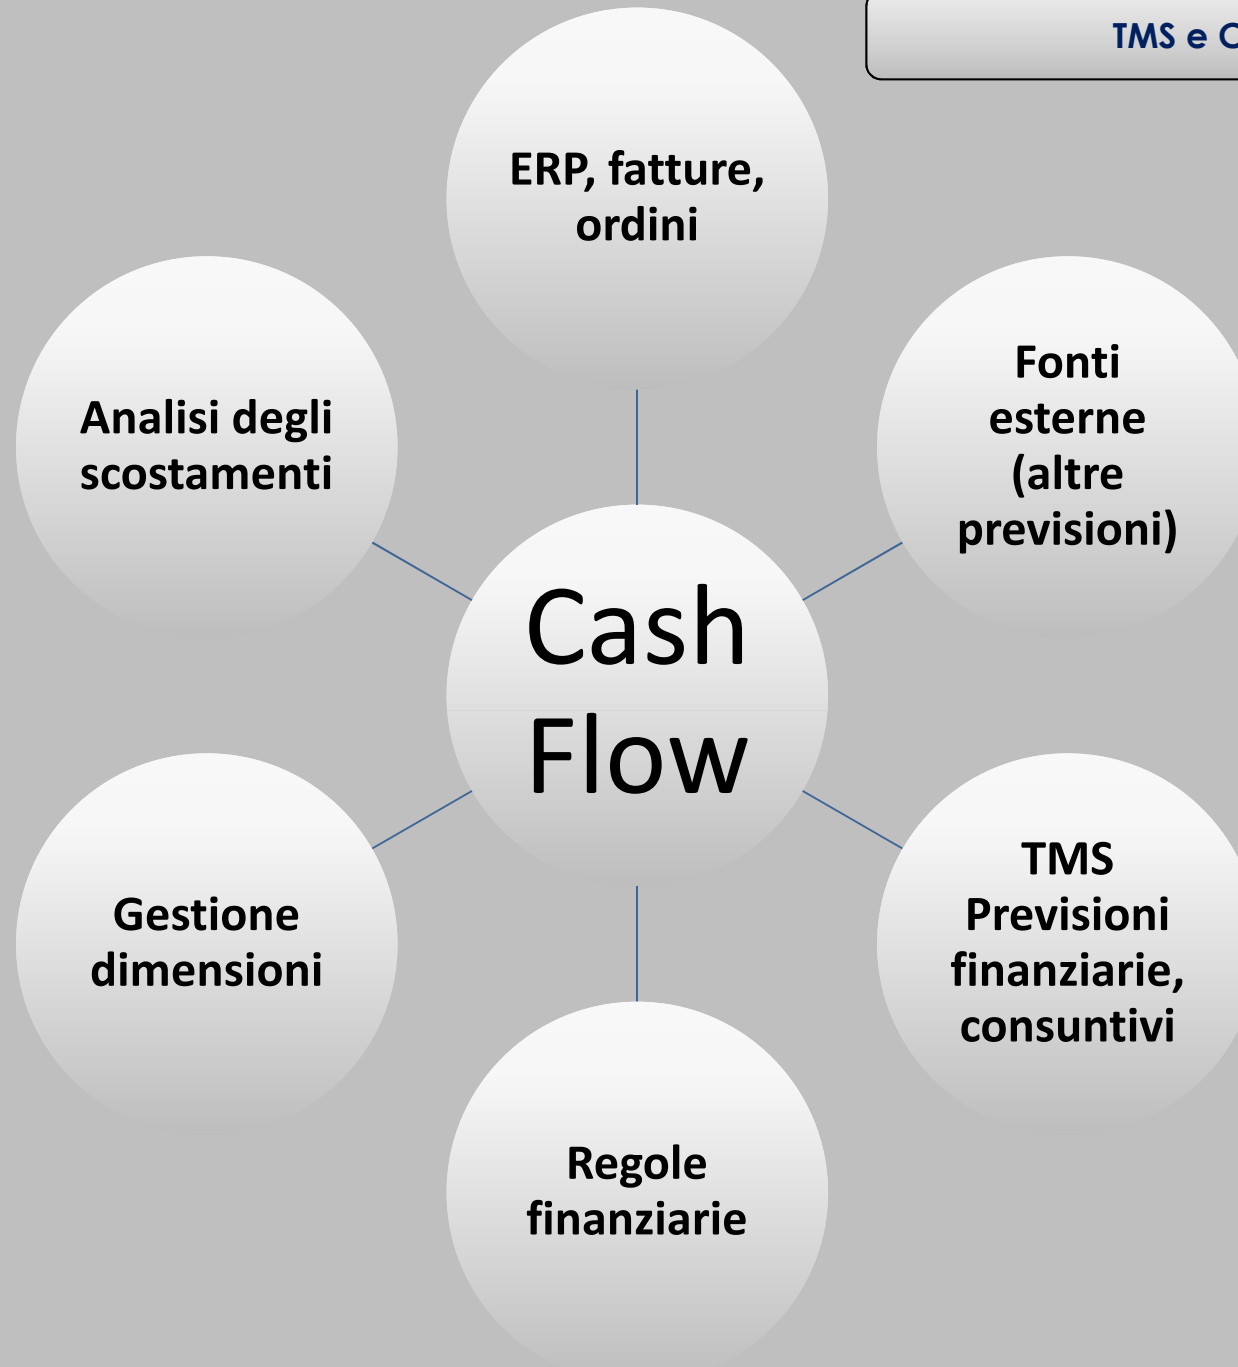 TMS e C
ERP, fatture,
ordini
Fonti
esterne
(altre
previsioni)
Analisi degli
scostamenti
Cash
Flow
TMS
Previsioni
finanziarie,
consuntivi
Gestione
dimensioni
Regole
finanziarie